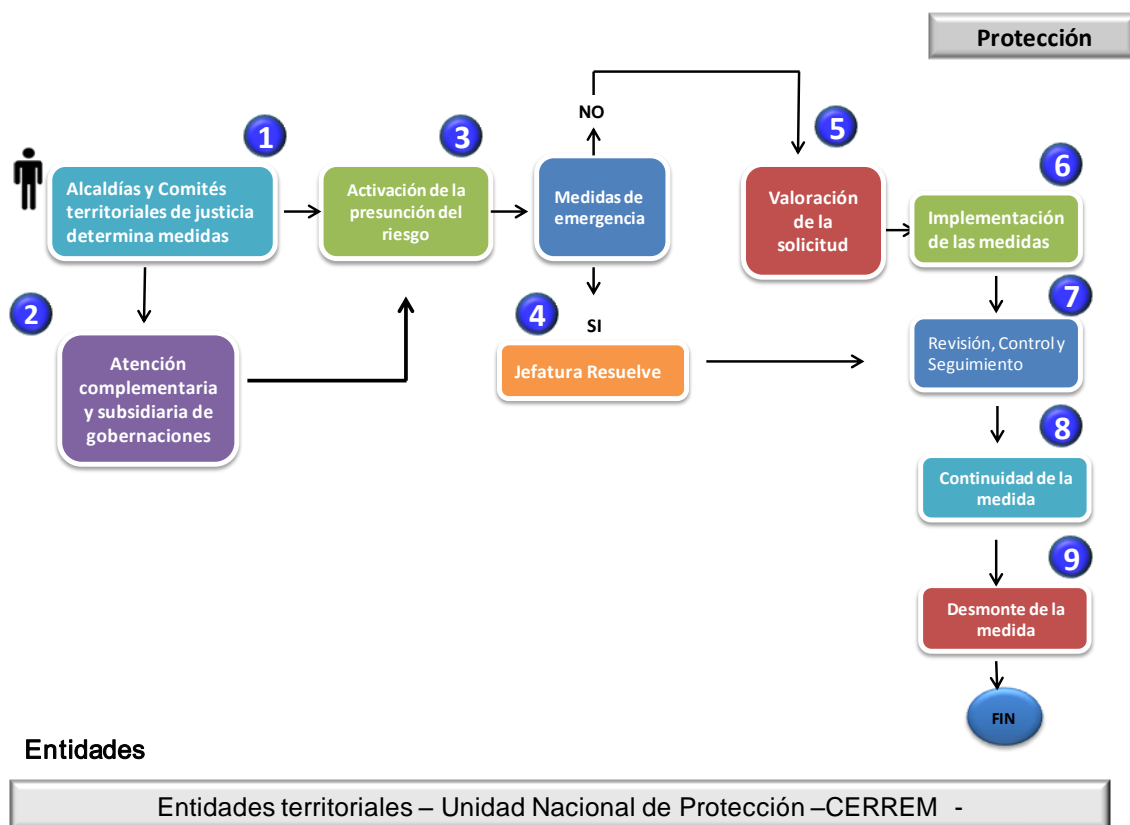 Protección
1
Alcaldías y Comités
territoriales de justicia
determina medidas
2
Atención
complementaria
y subsidiaria de
gobernaciones
3
Activación de la
presunción del
riesgo
NO
Medidas de
emergencia
SI
4
Jefatura Resuelve
5
Valoración
de la
solicitud
6
Implementación
de las medidas
7
Revisión, Control y
Seguimiento
8
Continuidad de la
medida
9
Desmonte de la
medida
FIN
Entidades
Entidades territoriales – Unidad Nacional de Protección –CERREM -